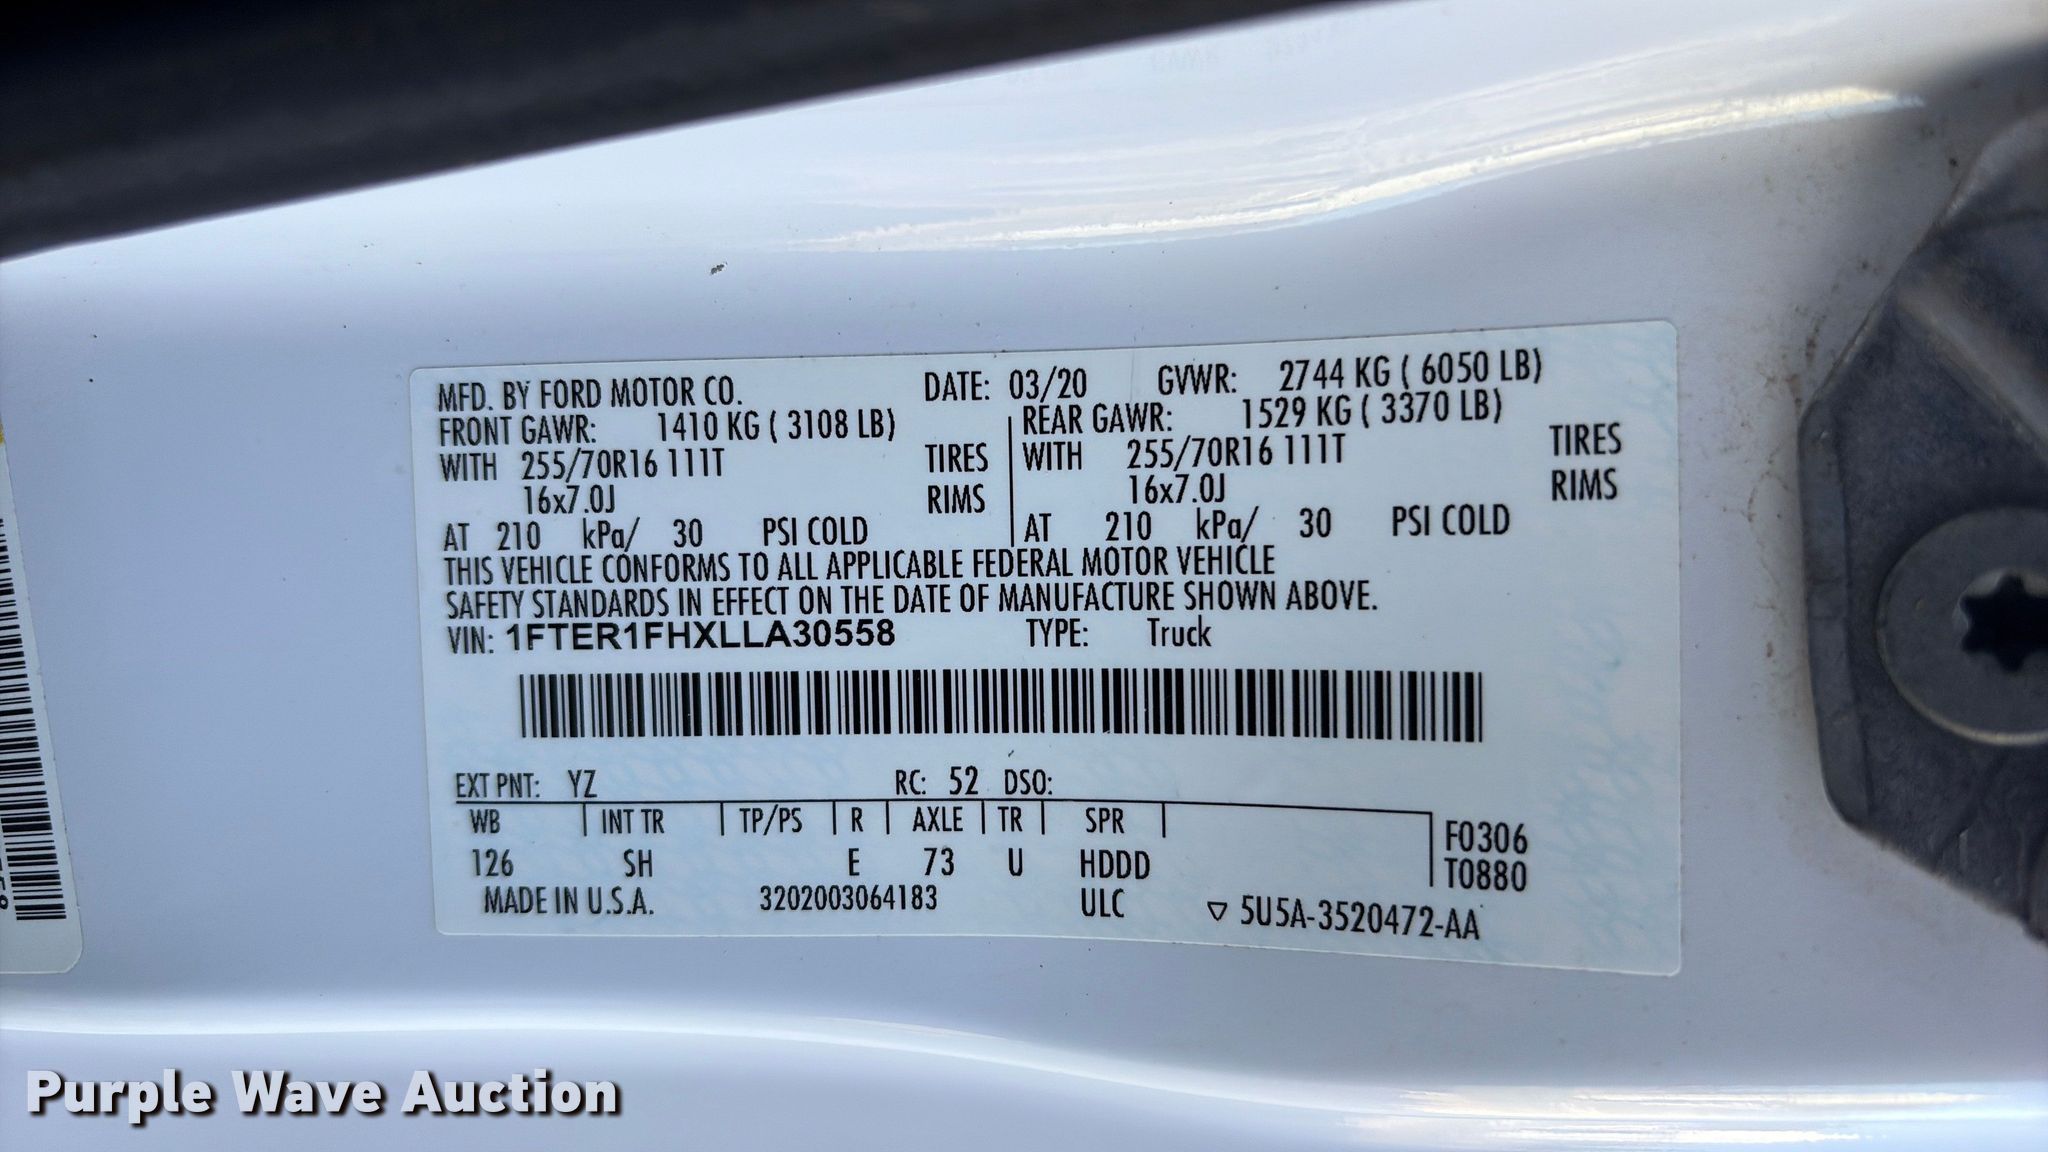 MFD. BY FORD MOTOR CO. DATE: 03/20 GVWR: 2744 KG ( 6050 LB)
FRONT GAWR: 1410 KG ( 3108 LB) REAR GAWR: 1529 KG ( 3370 LB)
WITH 255/70R16 111T TIRES WITH 255/70R16 111T TIRES
16x7.0J RIMS 16x7.0J RIMS
AT 210 kPa/ 30 PSI COLD AT 210 kPa/ 30 PSI COLD
THIS VEHICLE CONFORMS TO ALL APPLICABLE FEDERAL MOTOR VEHICLE
SAFETY STANDARDS IN EFFECT ON THE DATE OF MANUFACTURE SHOWN ABOVE.
VIN: 1FTER1FHXLLA30558 TYPE: Truck
EXT PNT: YZ RC: 52 DSO:
WB INT TR TP/PS R AXLE TR SPR F0306
126 SH E 73 U HDDD T0880
MADE IN U.S.A. 3202003064183 ULC ▽ 5U5A-3520472-AA
Purple Wave Auction